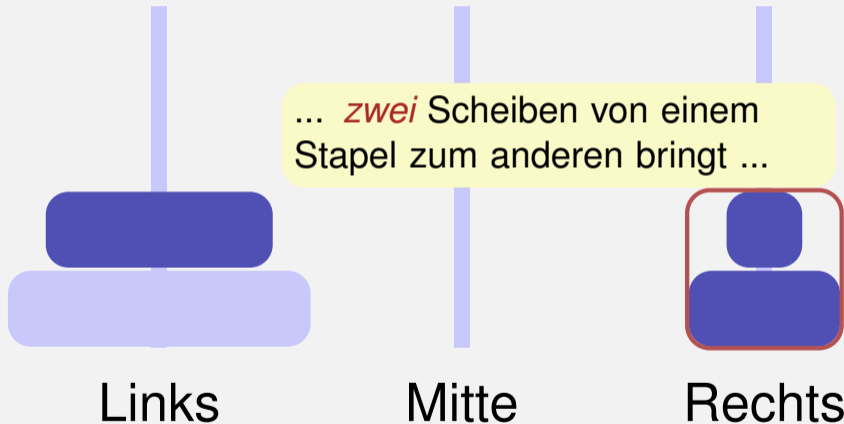 ... zwei Scheiben von einem
Stapel zum anderen bringt ...
Links Mitte Rechts